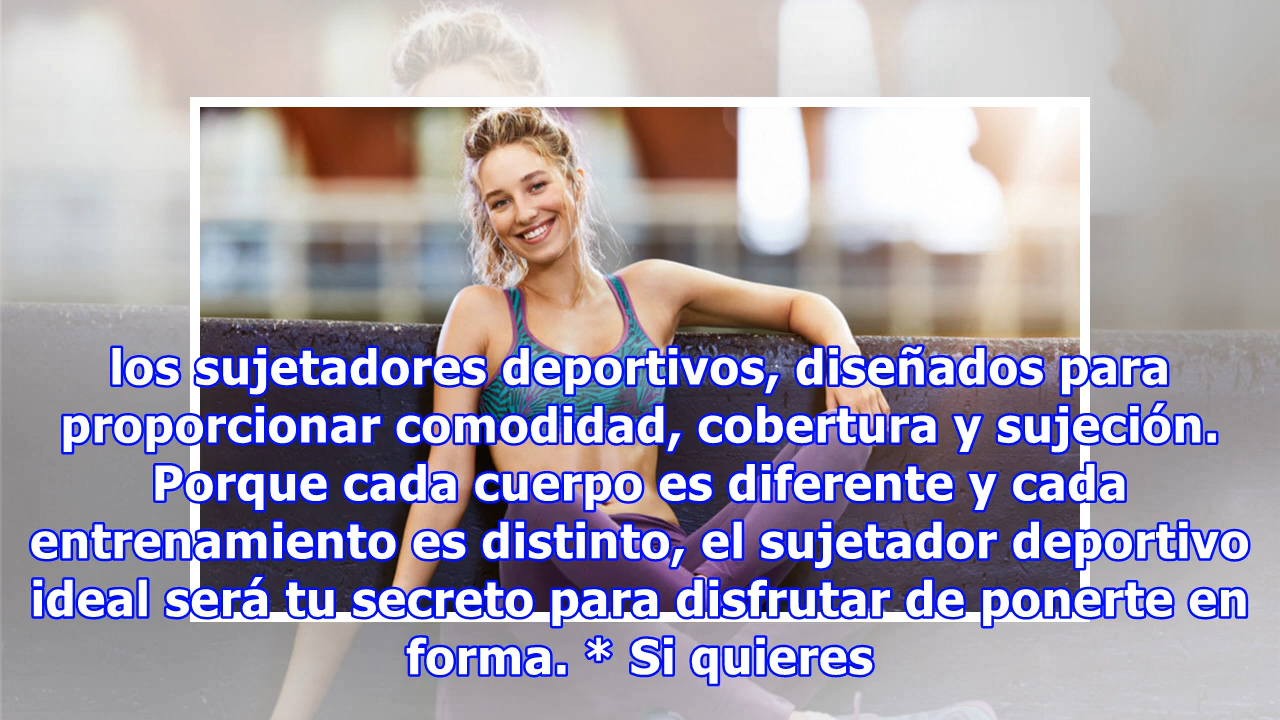 los sujetadores deportivos, diseñados para
proporcionar comodidad, cobertura y sujeción.
Porque cada cuerpo es diferente y cada
entrenamiento es distinto, el sujetador deportivo
ideal será tu secreto para disfrutar de ponerte en
forma. * Si quieres